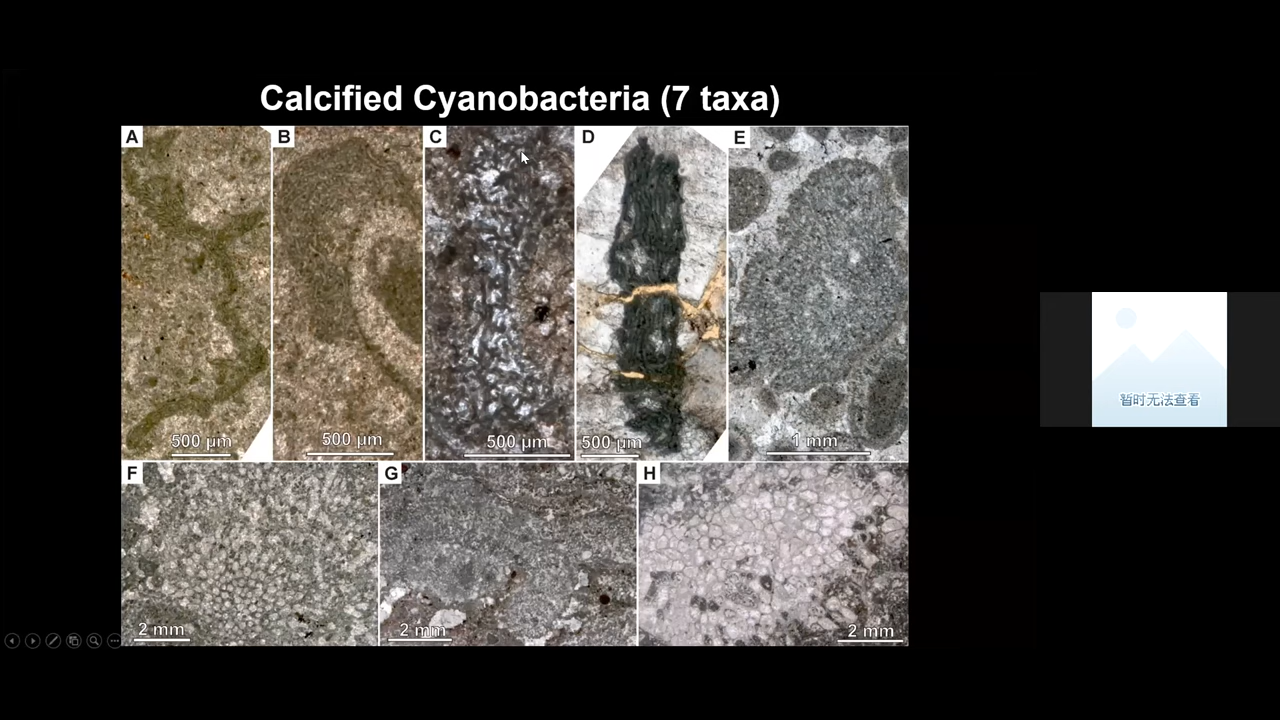 Calcified Cyanobacteria (7 taxa)
A
B
C
D
E
500 µm
500 µm
500 µm
500 µm
1 mm
F
G
H
2 mm
2 mm
2 mm
暂时无法查看